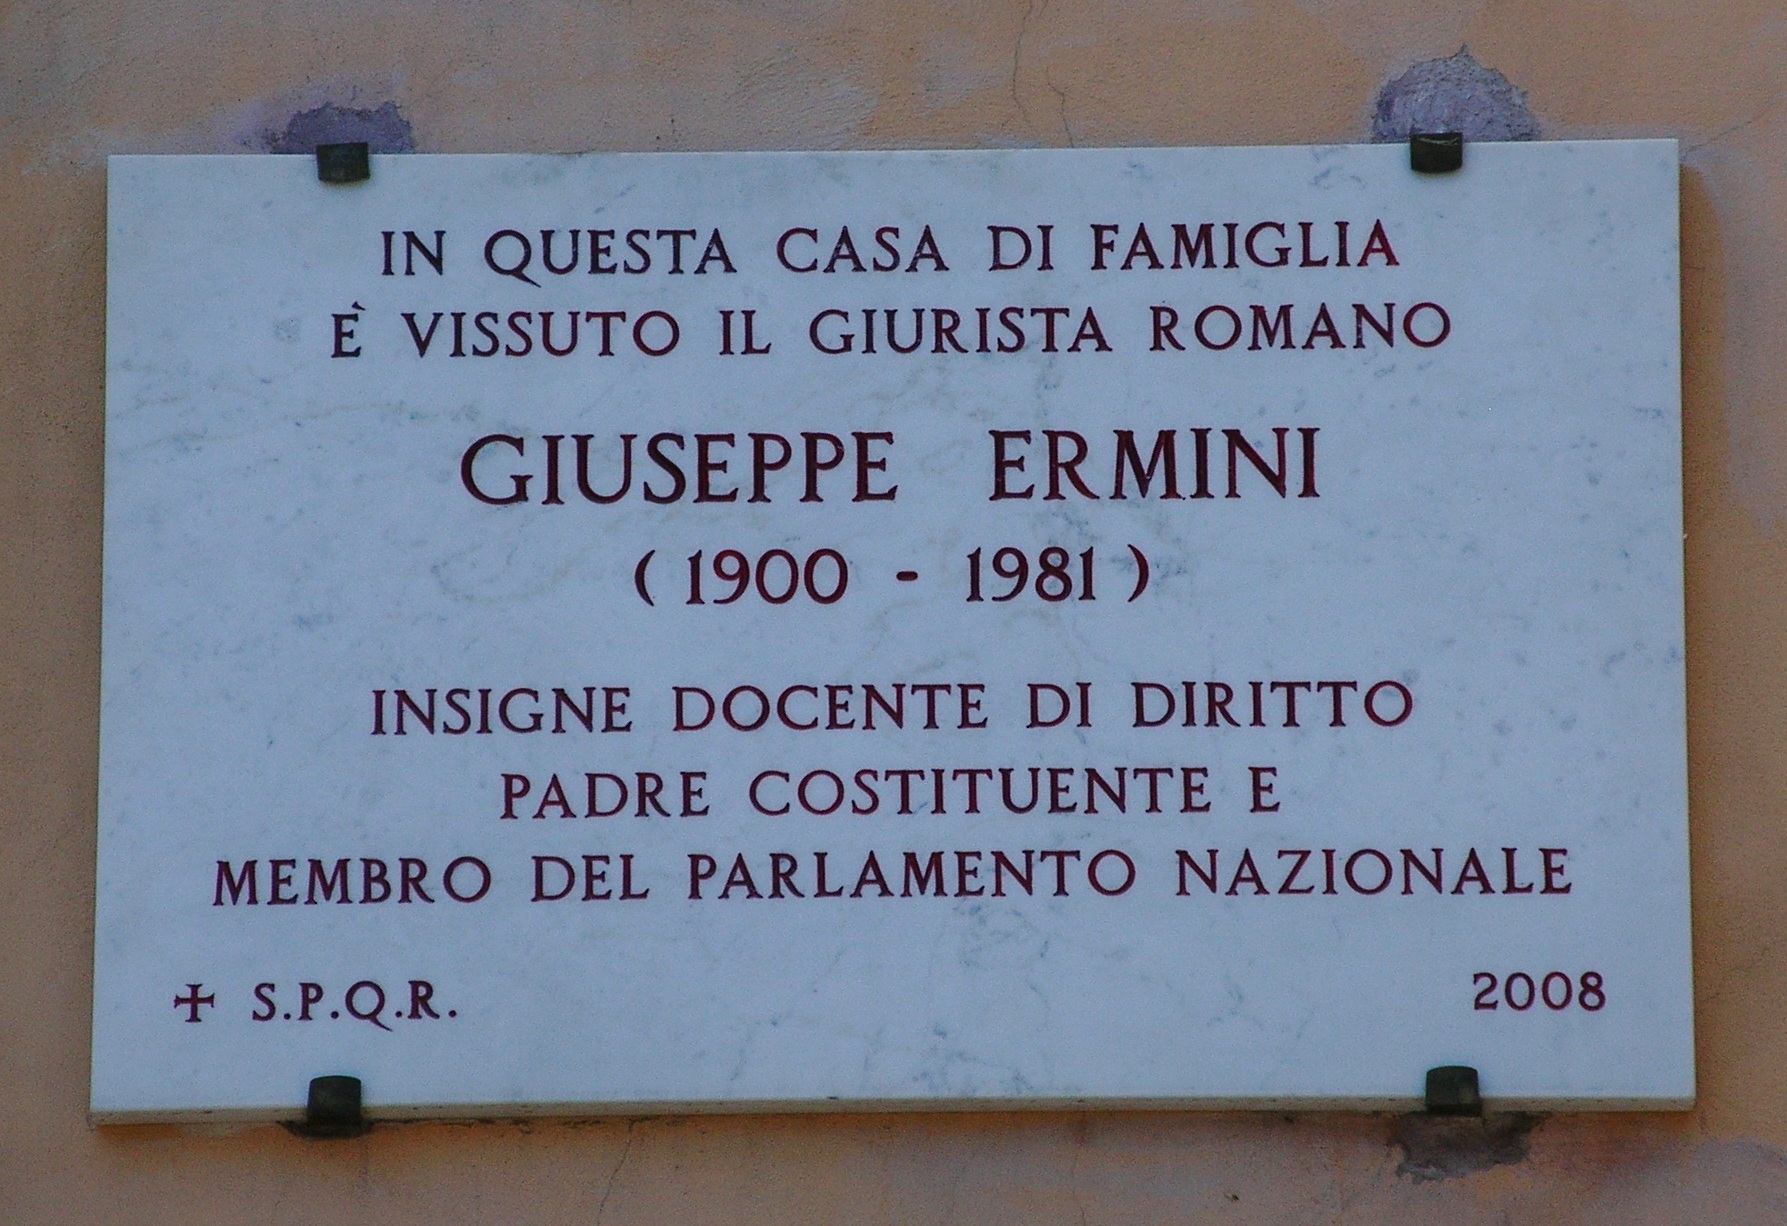 IN QUESTA CASA DI FAMIGLIA
È VISSUTO IL GIURISTA ROMANO
GIUSEPPE ERMINI
(1900 - 1981)
INSIGNE DOCENTE DI DIRITTO
PADRE COSTITUENTE E
MEMBRO DEL PARLAMENTO NAZIONALE
✠ S.P.Q.R. 2008